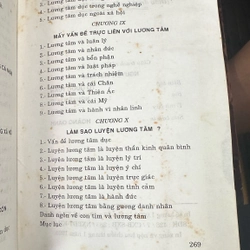 - Lương tâm dục trong nghề nghiệp
- Lương tâm dục ngoài xã hội
CHƯƠNG IX
MẤY VẤN ĐỀ TRỰC LIÊN VỚI LƯƠNG TÂM
1- Lương tâm và luân lý
2- Lương tâm và nhân đức
3- Lương tâm và bổn phận
4- Lương tâm và luật pháp
5- Lương tâm và trách nhiệm
6- Lương tâm và cái Chân
7- Lương tâm và Thiện Ác
8- Lương tâm và cái Mỹ
9- Lương tâm và hành vi nhân linh
CHƯƠNG X
LÀM SAO LUYỆN LƯƠNG TÂM ?
1- Vấn đề lương tâm dục
2- Luyện lương tâm là luyện thần kinh quân bình
3- Luyện lương tâm là luyện lý trí
4- Luyện lương tâm là luyện ý chí
5- Luyện lương tâm là luyện trực giác
6- Luyện lương tâm là luyện tình cảm
7- Luyện lương tâm là hành đức
8- Luyện lương tâm bằng gương danh nhân
Danh ngôn về con tim và lương tâm
Mục lục
269